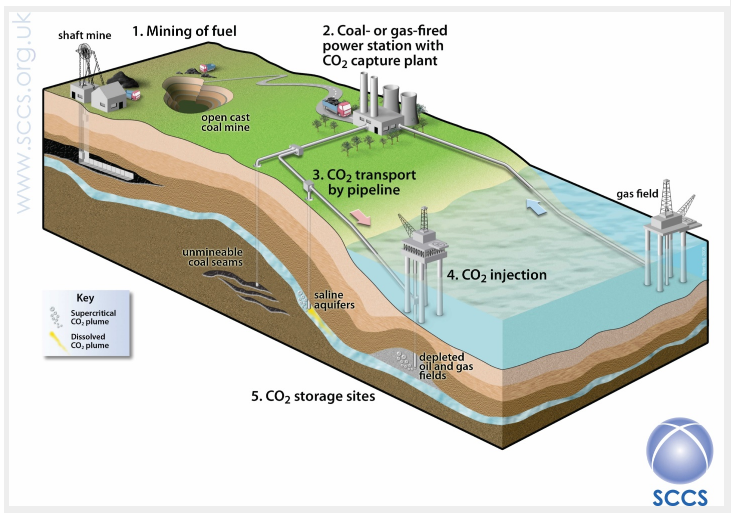 www.sccs.org.uk
1. Mining of fuel
shaft mine
open cast
coal mine
2. Coal- or gas-fired
power station with
CO₂ capture plant
3. CO₂ transport
by pipeline
gas field
4. CO₂ injection
unmineable
coal seams
saline
aquifers
depleted
oil and gas
fields
5. CO₂ storage sites
Key
Supercritical
CO₂ plume
Dissolved
CO₂ plume
SCCS